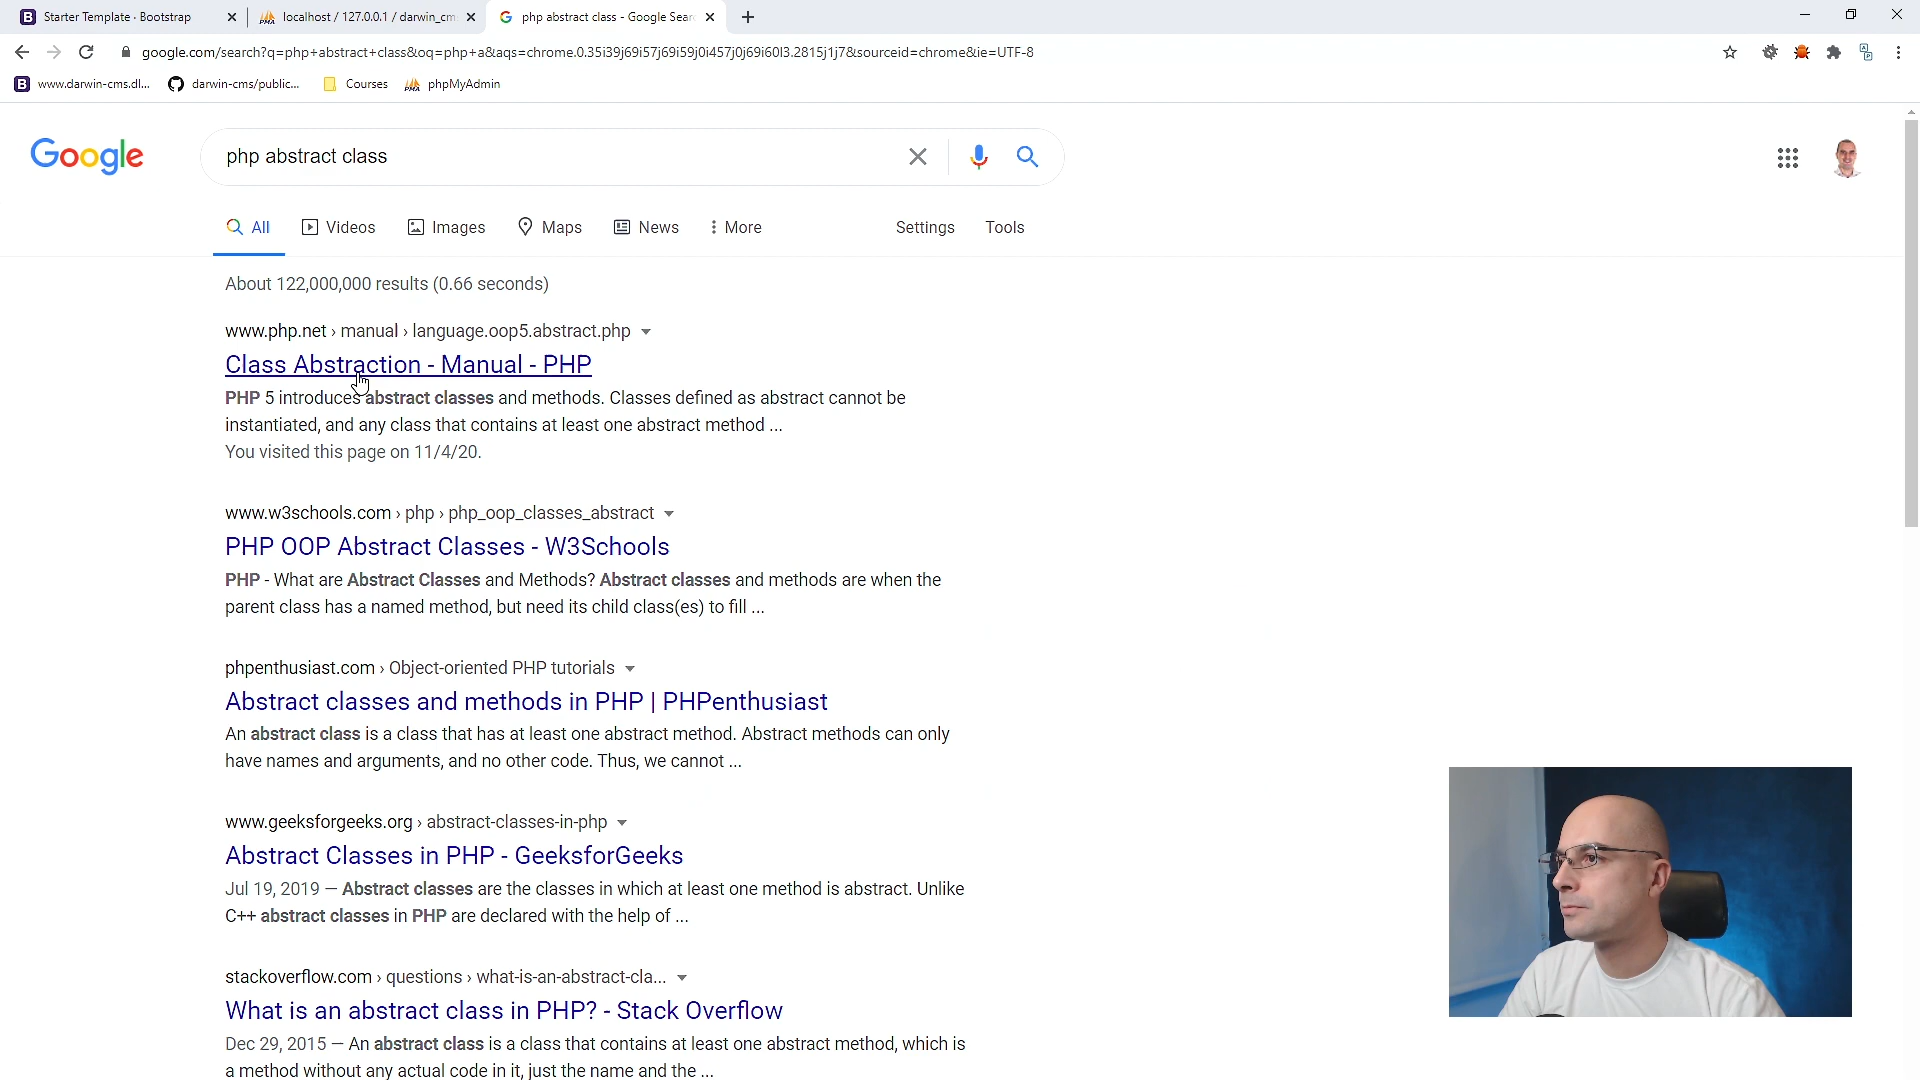 Starter Template · Bootstrap
localhost / 127.0.0.1 / darwin_cm
php abstract class - Google Sear
google.com/search?q=php+abstract+class&oq=php+a&aqs=chrome.0.35i39j69i57j69i59j0i457j0j69i60l3.2815j1j7&sourceid=chrome&ie=UTF-8
www.darwin-cms.dl...
darwin-cms/public...
Courses
phpMyAdmin
Google
php abstract class
All
Videos
Images
Maps
News
More
Settings
Tools
About 122,000,000 results (0.66 seconds)
www.php.net › manual › language.oop5.abstract.php
Class Abstraction - Manual - PHP
PHP 5 introduces abstract classes and methods. Classes defined as abstract cannot be
instantiated, and any class that contains at least one abstract method ...
You visited this page on 11/4/20.
www.w3schools.com › php › php_oop_classes_abstract
PHP OOP Abstract Classes - W3Schools
PHP - What are Abstract Classes and Methods? Abstract classes and methods are when the
parent class has a named method, but need its child class(es) to fill ...
phpenthusiast.com › Object-oriented PHP tutorials
Abstract classes and methods in PHP | PHPenthusiast
An abstract class is a class that has at least one abstract method. Abstract methods can only
have names and arguments, and no other code. Thus, we cannot ...
www.geeksforgeeks.org › abstract-classes-in-php
Abstract Classes in PHP - GeeksforGeeks
Jul 19, 2019 — Abstract classes are the classes in which at least one method is abstract. Unlike
C++ abstract classes in PHP are declared with the help of ...
stackoverflow.com › questions › what-is-an-abstract-cla...
What is an abstract class in PHP? - Stack Overflow
Dec 29, 2015 — An abstract class is a class that contains at least one abstract method, which is
a method without any actual code in it, just the name and the ...